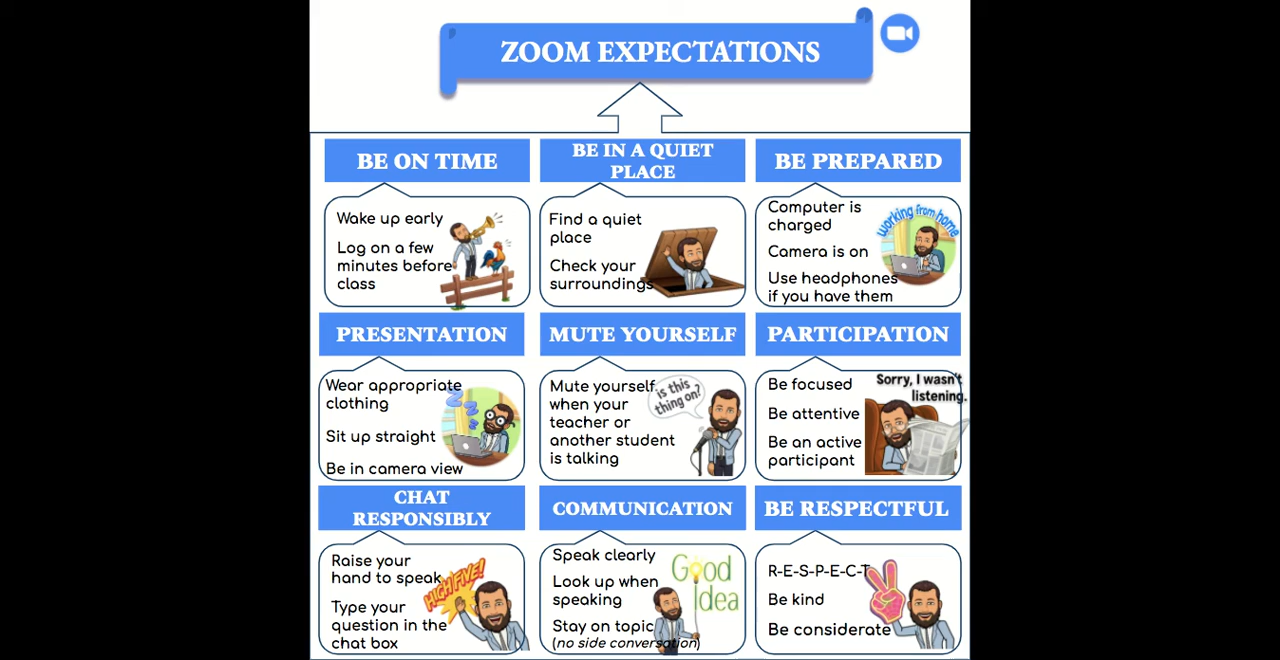 ZOOM EXPECTATIONS
BE ON TIME
Wake up early
Log on a few
minutes before
class
BE IN A QUIET
PLACE
Find a quiet
place
Check your
surroundings
BE PREPARED
Computer is
charged
Camera is on
Use headphones
if you have them
working from home
PRESENTATION
Wear appropriate
clothing
Sit up straight
Be in camera view
Z Z Z
MUTE YOURSELF
Mute yourself
when your
teacher or
another student
is talking
is this
thing on?
PARTICIPATION
Be focused
Be attentive
Be an active
participant
Sorry, I wasn't
listening.
CHAT
RESPONSIBLY
Raise your
hand to speak
Type your
question in the
chat box
HIGH FIVE!
COMMUNICATION
Speak clearly
Look up when
speaking
Stay on topic
(no side conversation)
Good
Idea
BE RESPECTFUL
R-E-S-P-E-C-T
Be kind
Be considerate